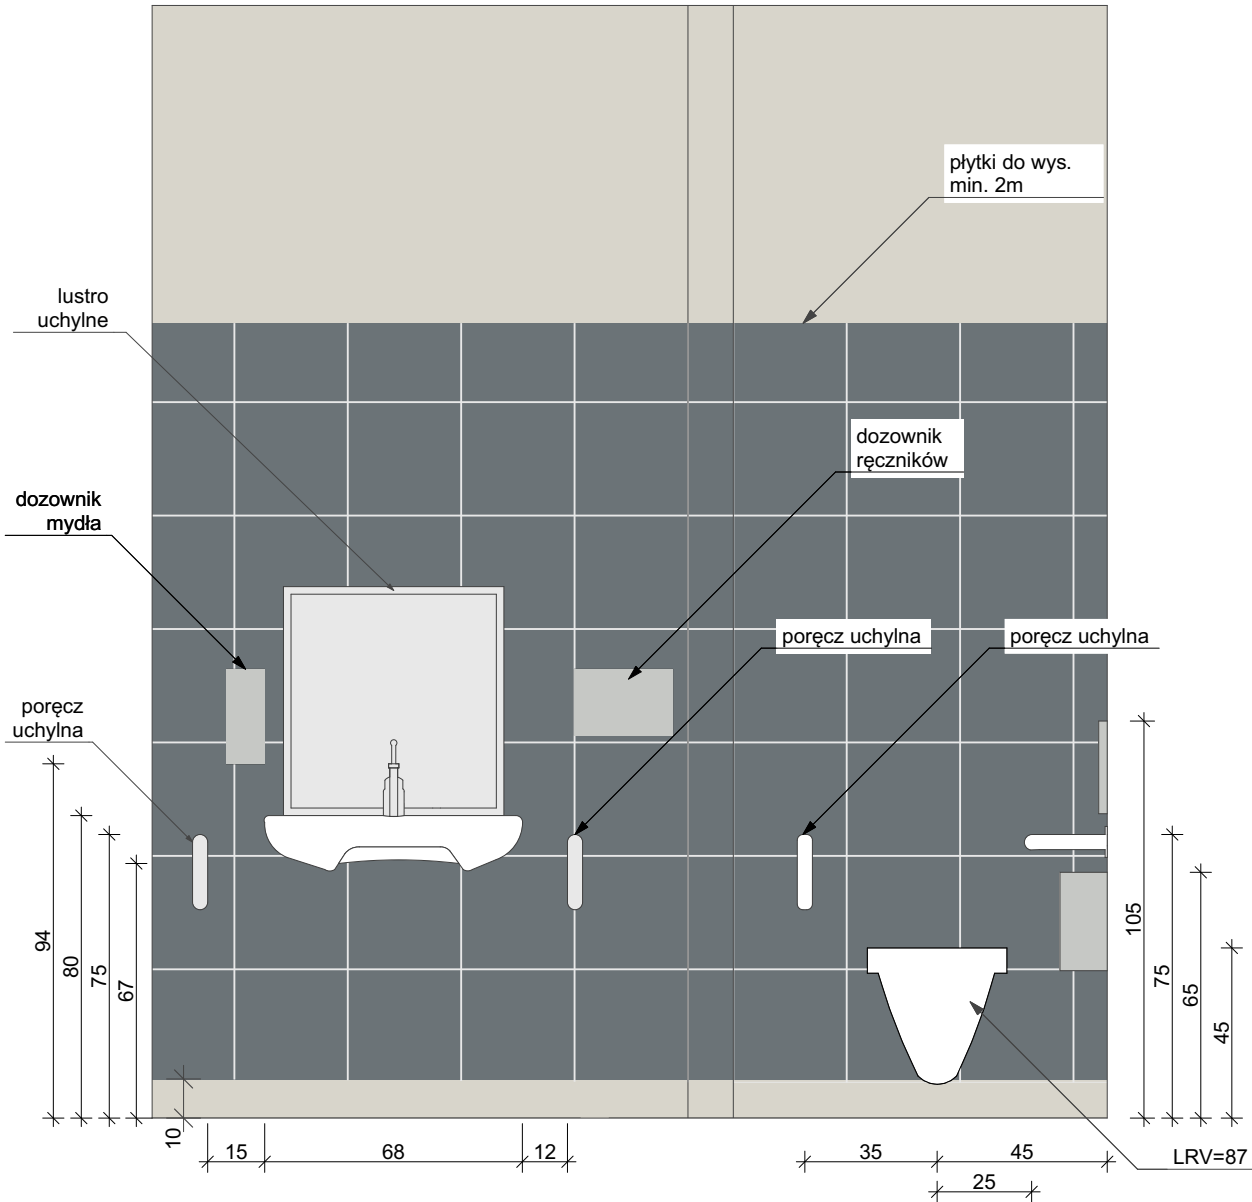 płytki do wys.
min. 2m
lustro
uchylne
dozownik
ręczników
dozownik
mydła
poręcz uchylna
poręcz uchylna
poręcz
uchylna
94
80
75
67
10
105
75
65
45
15
68
12
35
45
25
LRV=87